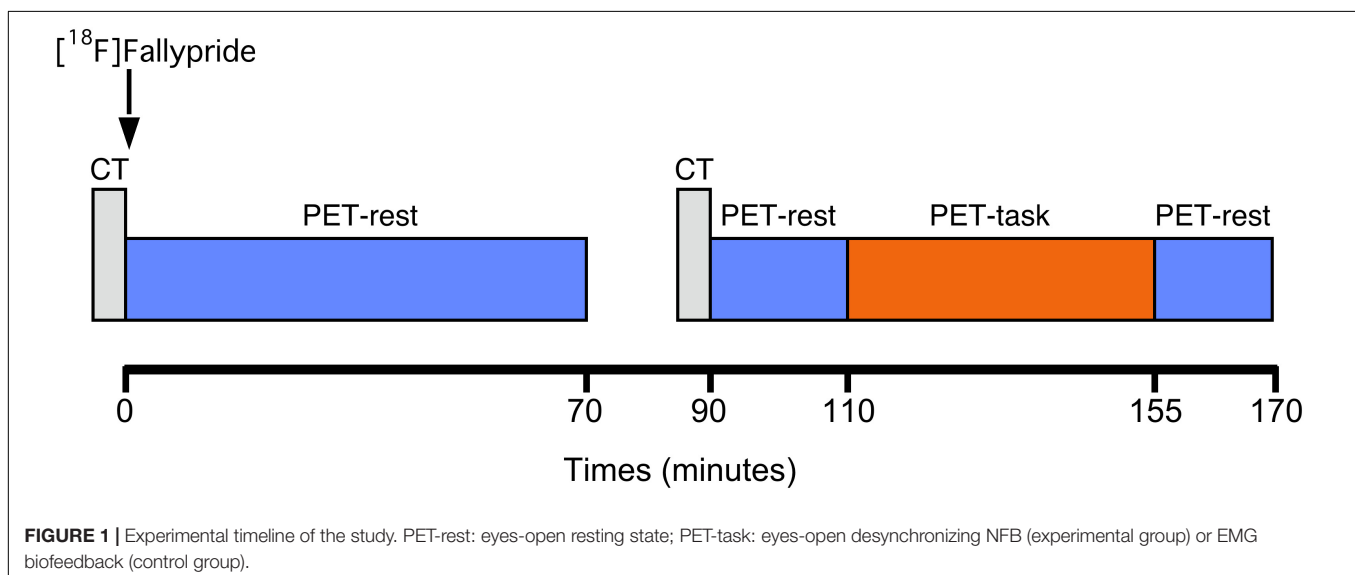 [¹⁸F]Fallypride
CT
PET-rest
CT
PET-rest
PET-task
PET-rest
0 70 90 110 155 170
Times (minutes)
FIGURE 1 | Experimental timeline of the study. PET-rest: eyes-open resting state; PET-task: eyes-open desynchronizing NFB (experimental group) or EMG
biofeedback (control group).